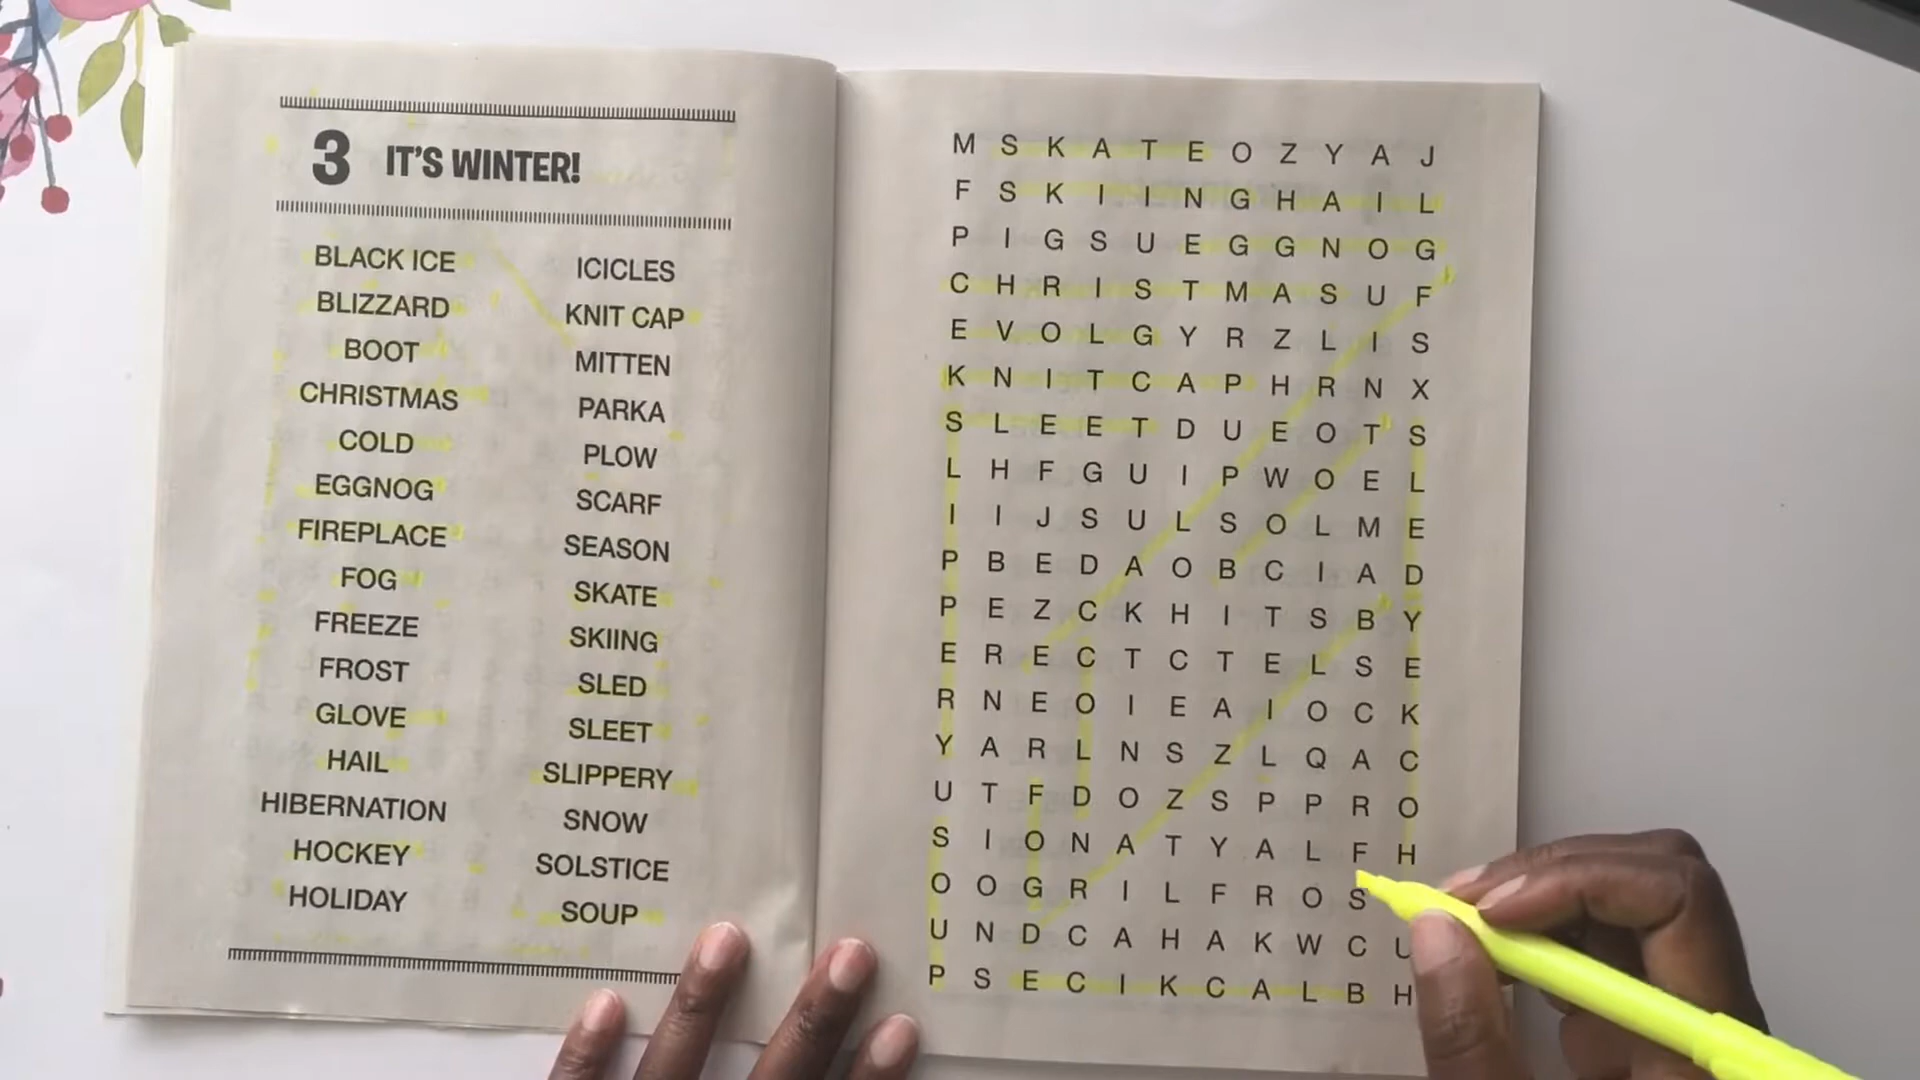 3 IT'S WINTER!
BLACK ICE
BLIZZARD
BOOT
CHRISTMAS
COLD
EGGNOG
FIREPLACE
FOG
FREEZE
FROST
GLOVE
HAIL
HIBERNATION
HOCKEY
HOLIDAY
ICICLES
KNIT CAP
MITTEN
PARKA
PLOW
SCARF
SEASON
SKATE
SKIING
SLED
SLEET
SLIPPERY
SNOW
SOLSTICE
SOUP
M S K A T E O Z Y A J
F S K I I N G H A I L
P I G S U E G G N O G
C H R I S T M A S U F
E V O L G Y R Z L I S
K N I T C A P H R N X
S L E E T D U E O T S
L H F G U I P W O E L
I I J S U L S O L M E
P B E D A O B C I A D
P E Z C K H I T S B Y
E R E C T C T E L S E
R N E O I E A I O C K
Y A R L N S Z L Q A C
U T F D O Z S P P R O
S I O N A T Y A L F H
O O G R I L F R O S
U N D C A H A K W C U
P S E C I K C A L B H